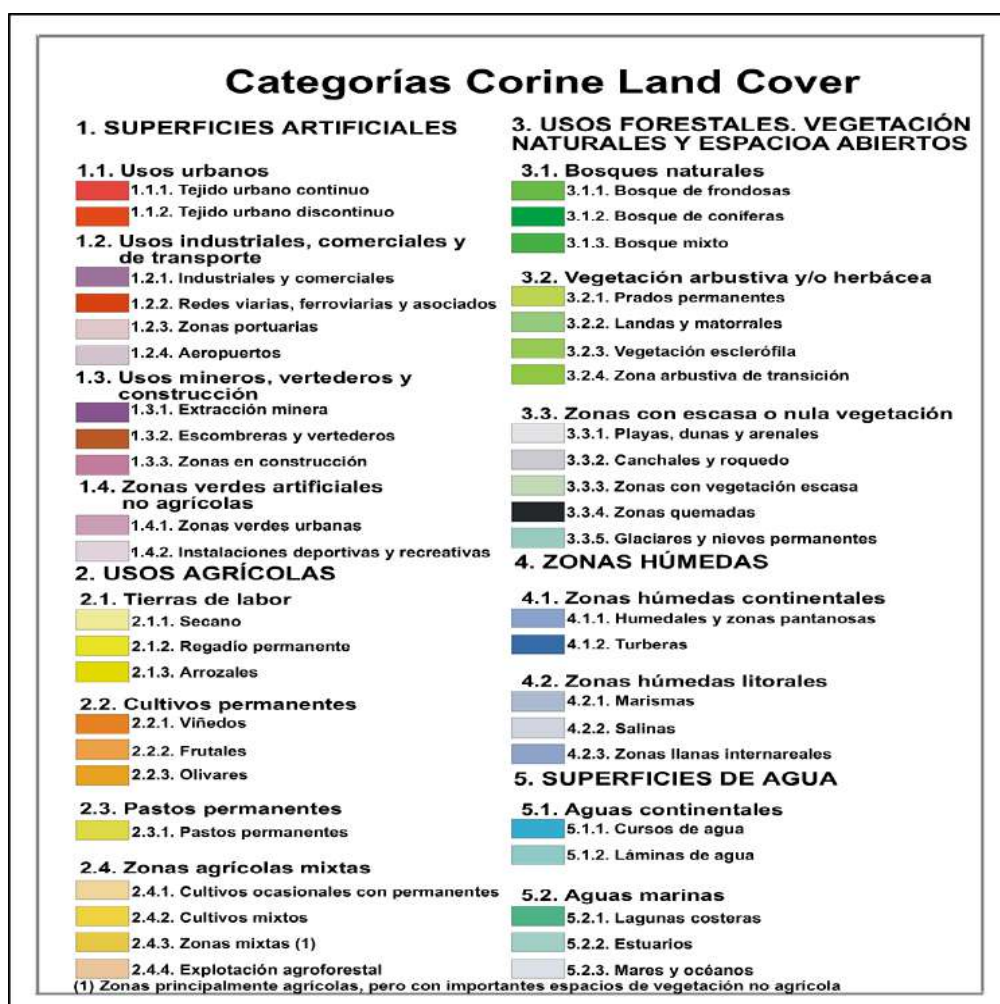 Categorías Corine Land Cover
1. SUPERFICIES ARTIFICIALES
1.1. Usos urbanos
1.1.1. Tejido urbano continuo
1.1.2. Tejido urbano discontinuo
1.2. Usos industriales, comerciales y
de transporte
1.2.1. Industriales y comerciales
1.2.2. Redes viarias, ferroviarias y asociados
1.2.3. Zonas portuarias
1.2.4. Aeropuertos
1.3. Usos mineros, vertederos y
construcción
1.3.1. Extracción minera
1.3.2. Escombreras y vertederos
1.3.3. Zonas en construcción
1.4. Zonas verdes artificiales
no agrícolas
1.4.1. Zonas verdes urbanas
1.4.2. Instalaciones deportivas y recreativas
2. USOS AGRÍCOLAS
2.1. Tierras de labor
2.1.1. Secano
2.1.2. Regadío permanente
2.1.3. Arrozales
2.2. Cultivos permanentes
2.2.1. Viñedos
2.2.2. Frutales
2.2.3. Olivares
2.3. Pastos permanentes
2.3.1. Pastos permanentes
2.4. Zonas agrícolas mixtas
2.4.1. Cultivos ocasionales con permanentes
2.4.2. Cultivos mixtos
2.4.3. Zonas mixtas (1)
2.4.4. Explotación agroforestal
3. USOS FORESTALES. VEGETACIÓN
NATURALES Y ESPACIOA ABIERTOS
3.1. Bosques naturales
3.1.1. Bosque de frondosas
3.1.2. Bosque de coníferas
3.1.3. Bosque mixto
3.2. Vegetación arbustiva y/o herbácea
3.2.1. Prados permanentes
3.2.2. Landas y matorrales
3.2.3. Vegetación esclerófila
3.2.4. Zona arbustiva de transición
3.3. Zonas con escasa o nula vegetación
3.3.1. Playas, dunas y arenales
3.3.2. Canchales y roquedo
3.3.3. Zonas con vegetación escasa
3.3.4. Zonas quemadas
3.3.5. Glaciares y nieves permanentes
4. ZONAS HÚMEDAS
4.1. Zonas húmedas continentales
4.1.1. Humedales y zonas pantanosas
4.1.2. Turberas
4.2. Zonas húmedas litorales
4.2.1. Marismas
4.2.2. Salinas
4.2.3. Zonas llanas internareales
5. SUPERFICIES DE AGUA
5.1. Aguas continentales
5.1.1. Cursos de agua
5.1.2. Láminas de agua
5.2. Aguas marinas
5.2.1. Lagunas costeras
5.2.2. Estuarios
5.2.3. Mares y océanos
(1) Zonas principalmente agrícolas, pero con importantes espacios de vegetación no agrícola